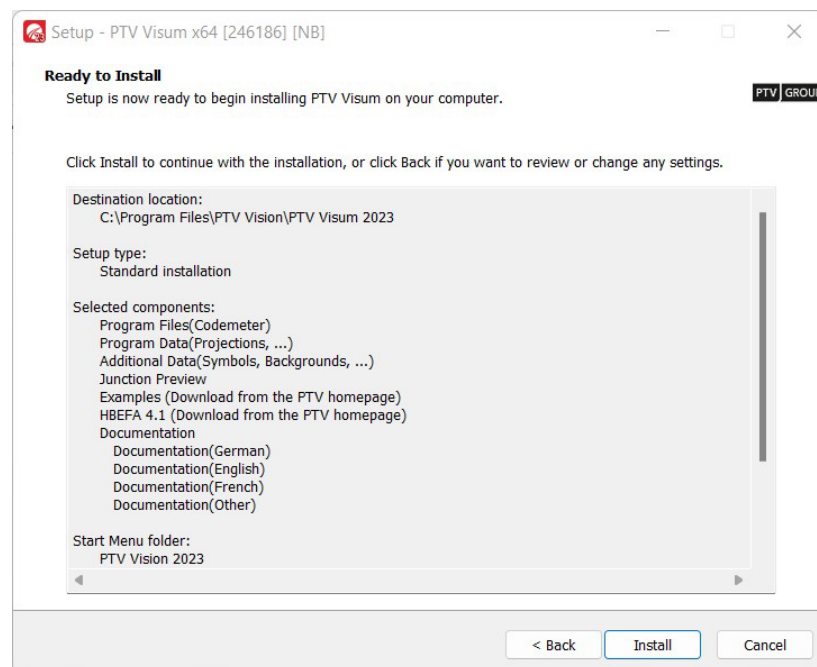 Setup - PTV Visum x64 [246186] [NB]
Ready to Install
Setup is now ready to begin installing PTV Visum on your computer.
PTV GROUP
Click Install to continue with the installation, or click Back if you want to review or change any settings.
Destination location:
C:\Program Files\PTV Vision\PTV Visum 2023
Setup type:
Standard installation
Selected components:
Program Files(Codemeter)
Program Data(Projections, ...)
Additional Data(Symbols, Backgrounds, ...)
Junction Preview
Examples (Download from the PTV homepage)
HBEFA 4.1 (Download from the PTV homepage)
Documentation
Documentation(German)
Documentation(English)
Documentation(French)
Documentation(Other)
Start Menu folder:
PTV Vision 2023
< Back Install Cancel